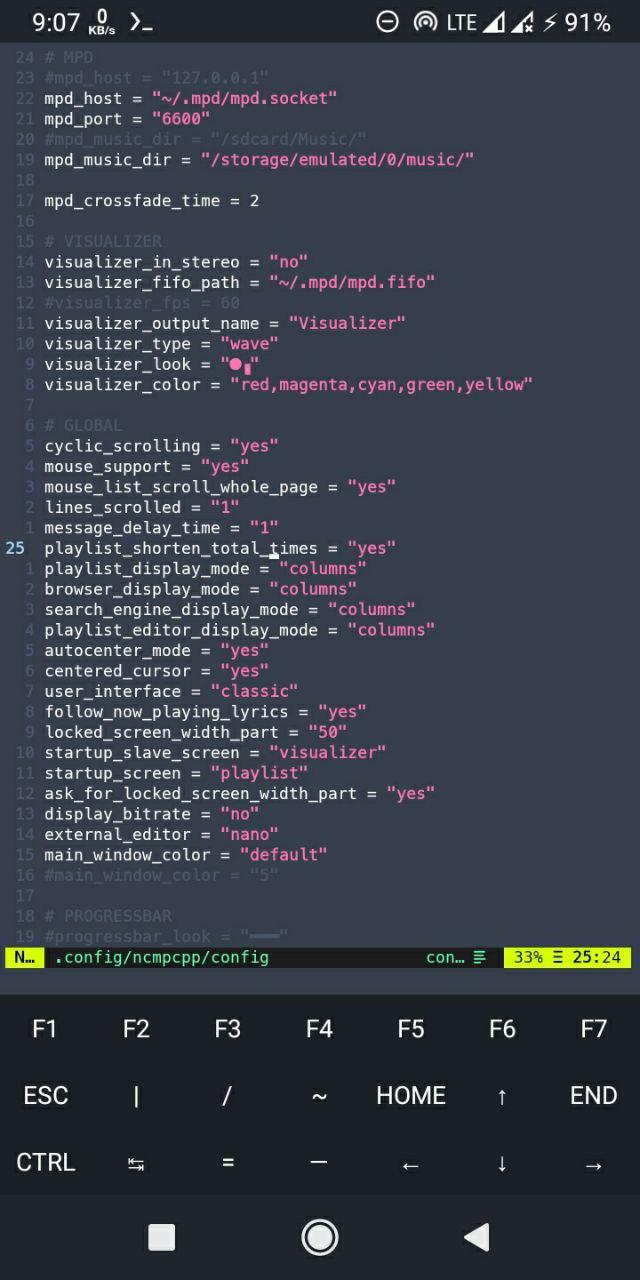 9:07 0 KB/s ❯_ LTE 91%
24 # MPD
23 #mpd_host = "127.0.0.1"
22 mpd_host = "~/.mpd/mpd.socket"
21 mpd_port = "6600"
20 #mpd_music_dir = "/sdcard/Music/"
19 mpd_music_dir = "/storage/emulated/0/music/"
18
17 mpd_crossfade_time = 2
16
15 # VISUALIZER
14 visualizer_in_stereo = "no"
13 visualizer_fifo_path = "~/.mpd/mpd.fifo"
12 #visualizer_fps = 60
11 visualizer_output_name = "Visualizer"
10 visualizer_type = "wave"
9 visualizer_look = "●▖"
8 visualizer_color = "red,magenta,cyan,green,yellow"
7
6 # GLOBAL
5 cyclic_scrolling = "yes"
4 mouse_support = "yes"
3 mouse_list_scroll_whole_page = "yes"
2 lines_scrolled = "1"
1 message_delay_time = "1"
25 playlist_shorten_total_times = "yes"
1 playlist_display_mode = "columns"
2 browser_display_mode = "columns"
3 search_engine_display_mode = "columns"
4 playlist_editor_display_mode = "columns"
5 autocenter_mode = "yes"
6 centered_cursor = "yes"
7 user_interface = "classic"
8 follow_now_playing_lyrics = "yes"
9 locked_screen_width_part = "50"
10 startup_slave_screen = "visualizer"
11 startup_screen = "playlist"
12 ask_for_locked_screen_width_part = "yes"
13 display_bitrate = "no"
14 external_editor = "nano"
15 main_window_color = "default"
16 #main_window_color = "5"
17
18 # PROGRESSBAR
19 #progressbar_look = "━━━"
N… .config/ncmpcpp/config con… 33% Ξ 25:24
F1 F2 F3 F4 F5 F6 F7
ESC | / ~ HOME ↑ END
CTRL ↹ = — ← ↓ →